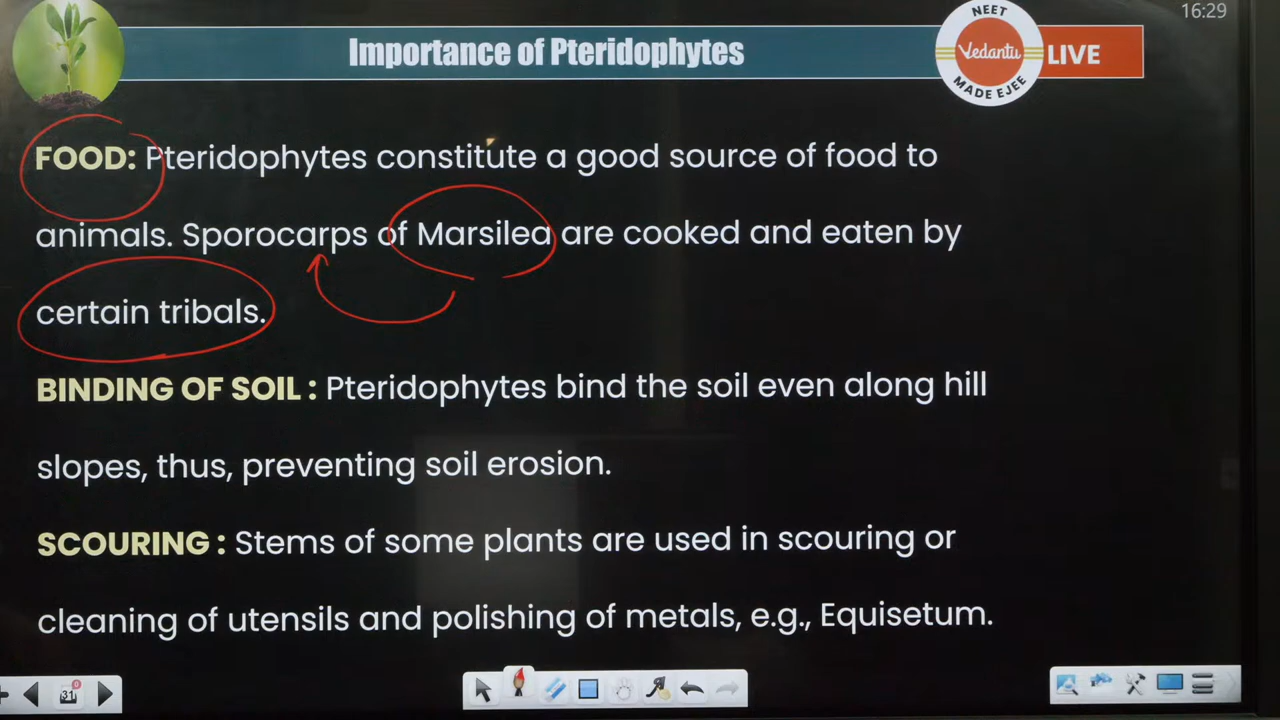 16:29
Importance of Pteridophytes
NEET
Vedantu
MADE EJEE
LIVE
FOOD: Pteridophytes constitute a good source of food to
animals. Sporocarps of Marsilea are cooked and eaten by
certain tribals.
BINDING OF SOIL : Pteridophytes bind the soil even along hill
slopes, thus, preventing soil erosion.
SCOURING : Stems of some plants are used in scouring or
cleaning of utensils and polishing of metals, e.g., Equisetum.
31